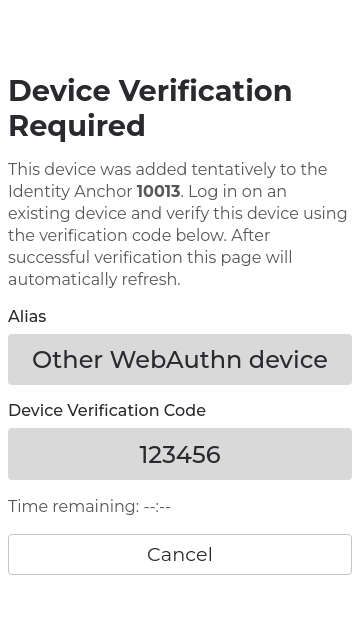 Device Verification
Required
This device was added tentatively to the
Identity Anchor 10013. Log in on an
existing device and verify this device using
the verification code below. After
successful verification this page will
automatically refresh.
Alias
Other WebAuthn device
Device Verification Code
123456
Time remaining: --:--
Cancel